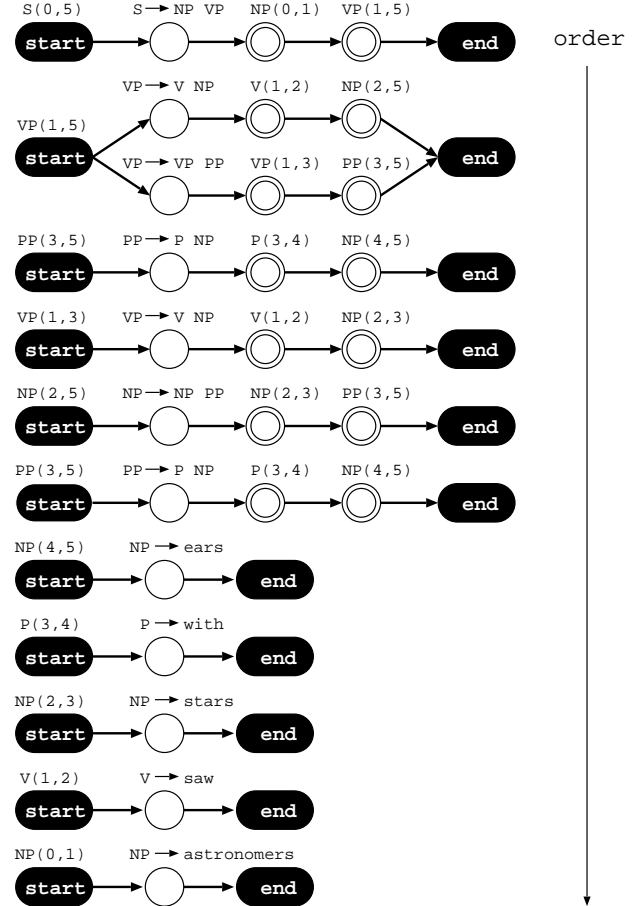 S(0,5) S → NP VP NP(0,1) VP(1,5)
start end order
VP → V NP V(1,2) NP(2,5)
VP(1,5)
start end
VP → VP PP VP(1,3) PP(3,5)
PP(3,5) PP → P NP P(3,4) NP(4,5)
start end
VP(1,3) VP → V NP V(1,2) NP(2,3)
start end
NP(2,5) NP → NP PP NP(2,3) PP(3,5)
start end
PP(3,5) PP → P NP P(3,4) NP(4,5)
start end
NP(4,5) NP → ears
start end
P(3,4) P → with
start end
NP(2,3) NP → stars
start end
V(1,2) V → saw
start end
NP(0,1) NP → astronomers
start end